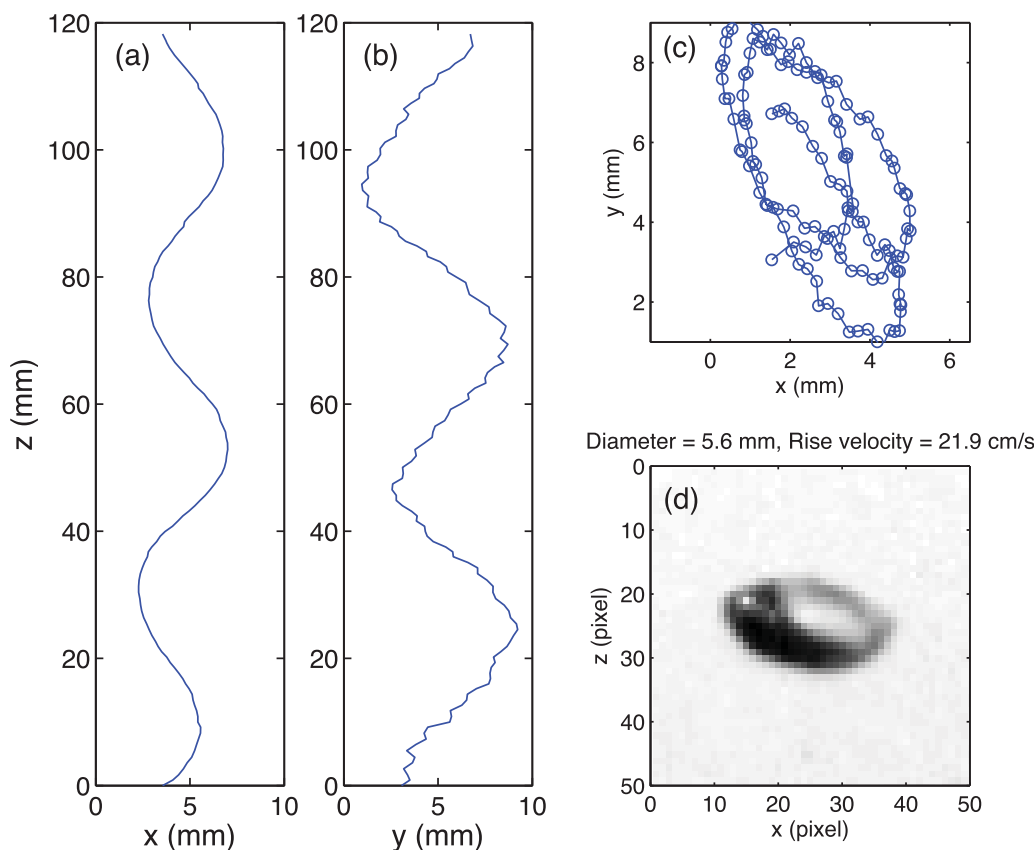 (a)
120
100
80
60
40
20
0
z (mm)
0 5 10
x (mm)
(b)
120
100
80
60
40
20
0
0 5 10
y (mm)
(c)
8
6
4
2
y (mm)
0 2 4 6
x (mm)
Diameter = 5.6 mm, Rise velocity = 21.9 cm/s
(d)
0
10
20
30
40
50
z (pixel)
0 10 20 30 40 50
x (pixel)